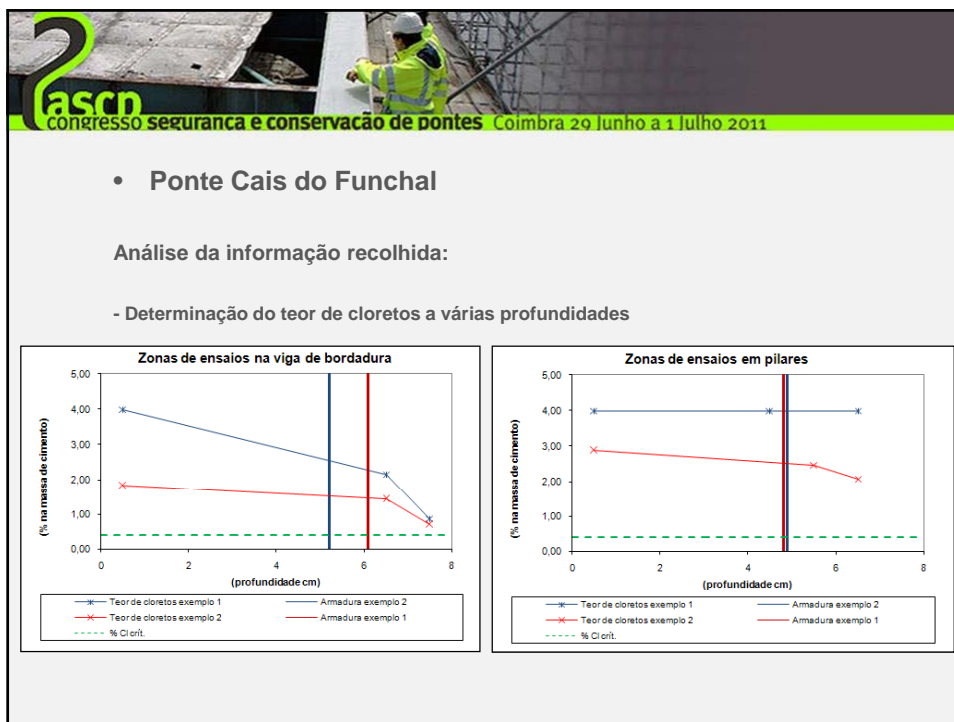 ascp
congresso segurança e conservação de pontes Coimbra 29 Junho a 1 Julho 2011
• Ponte Cais do Funchal
Análise da informação recolhida:
- Determinação do teor de cloretos a várias profundidades
Zonas de ensaios na viga de bordadura
5,00
4,00
3,00
2,00
1,00
0,00
(% na massa de cimento)
0 2 4 6 8
(profundidade cm)
Teor de cloretos exemplo 1 Armadura exemplo 2
Teor de cloretos exemplo 2 Armadura exemplo 1
% Cl crít.
Zonas de ensaios em pilares
5,00
4,00
3,00
2,00
1,00
0,00
(% na massa de cimento)
0 2 4 6 8
(profundidade cm)
Teor de cloretos exemplo 1 Armadura exemplo 2
Teor de cloretos exemplo 2 Armadura exemplo 1
% Cl crít.